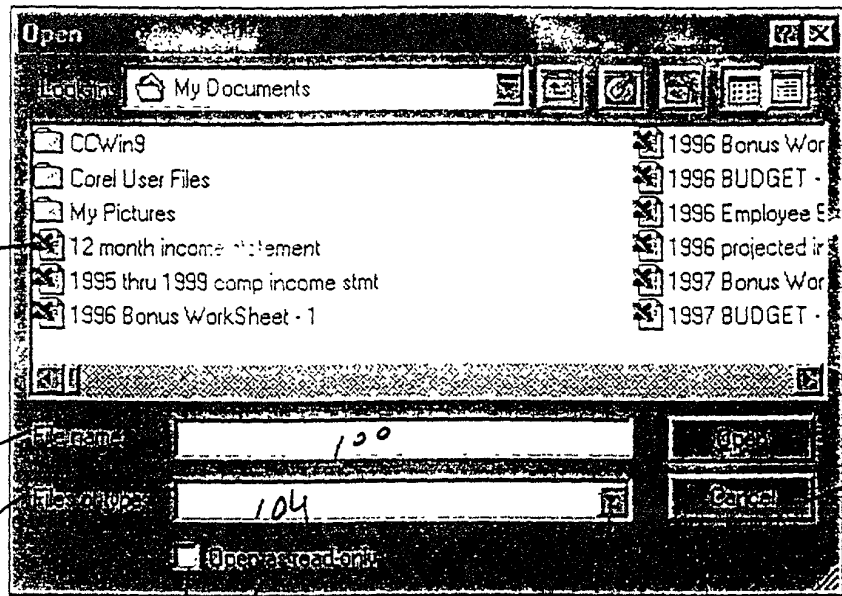 Open
Look in: My Documents
CCWin9
Corel User Files
My Pictures
12 month income statement
1995 thru 1999 comp income stmt
1996 Bonus WorkSheet - 1
1996 Bonus Wor
1996 BUDGET -
1996 Employee
1996 projected in
1997 Bonus Wor
1997 BUDGET -
File name: 100 Open
Files of type: 104 Cancel
Open as read-only